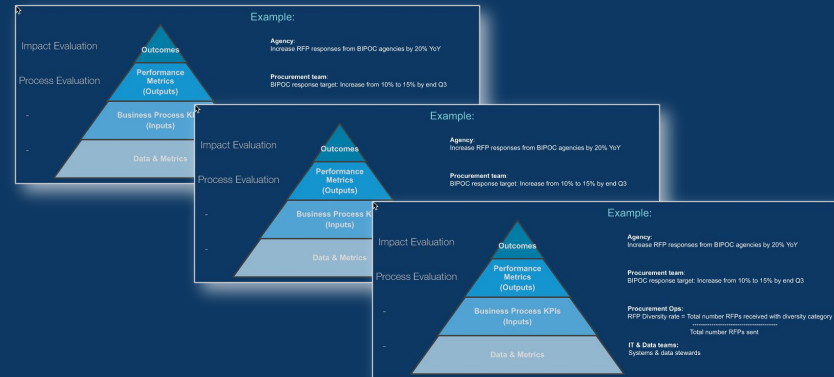 Example:
Impact Evaluation
Outcomes
Agency:
Increase RFP responses from BIPOC agencies by 20% YoY
Process Evaluation
Performance
Metrics
(Outputs)
Procurement team:
BIPOC response target: Increase from 10% to 15% by end Q3
-
Business Process
(Inputs)
-
Data & Metrics
Example:
Impact Evaluation
Outcomes
Agency:
Increase RFP responses from BIPOC agencies by 20% YoY
Process Evaluation
Performance
Metrics
(Outputs)
Procurement team:
BIPOC response target: Increase from 10% to 15% by end Q3
-
Business Process
(Inputs)
-
Data & Metrics
Example:
Impact Evaluation
Outcomes
Agency:
Increase RFP responses from BIPOC agencies by 20% YoY
Process Evaluation
Performance
Metrics
(Outputs)
Procurement team:
BIPOC response target: Increase from 10% to 15% by end Q3
-
Business Process KPIs
(Inputs)
Procurement Ops:
RFP Diversity rate = Total number RFPs received with diversity category
--------------------------------------
Total number RFPs sent
-
Data & Metrics
IT & Data teams:
Systems & data stewards